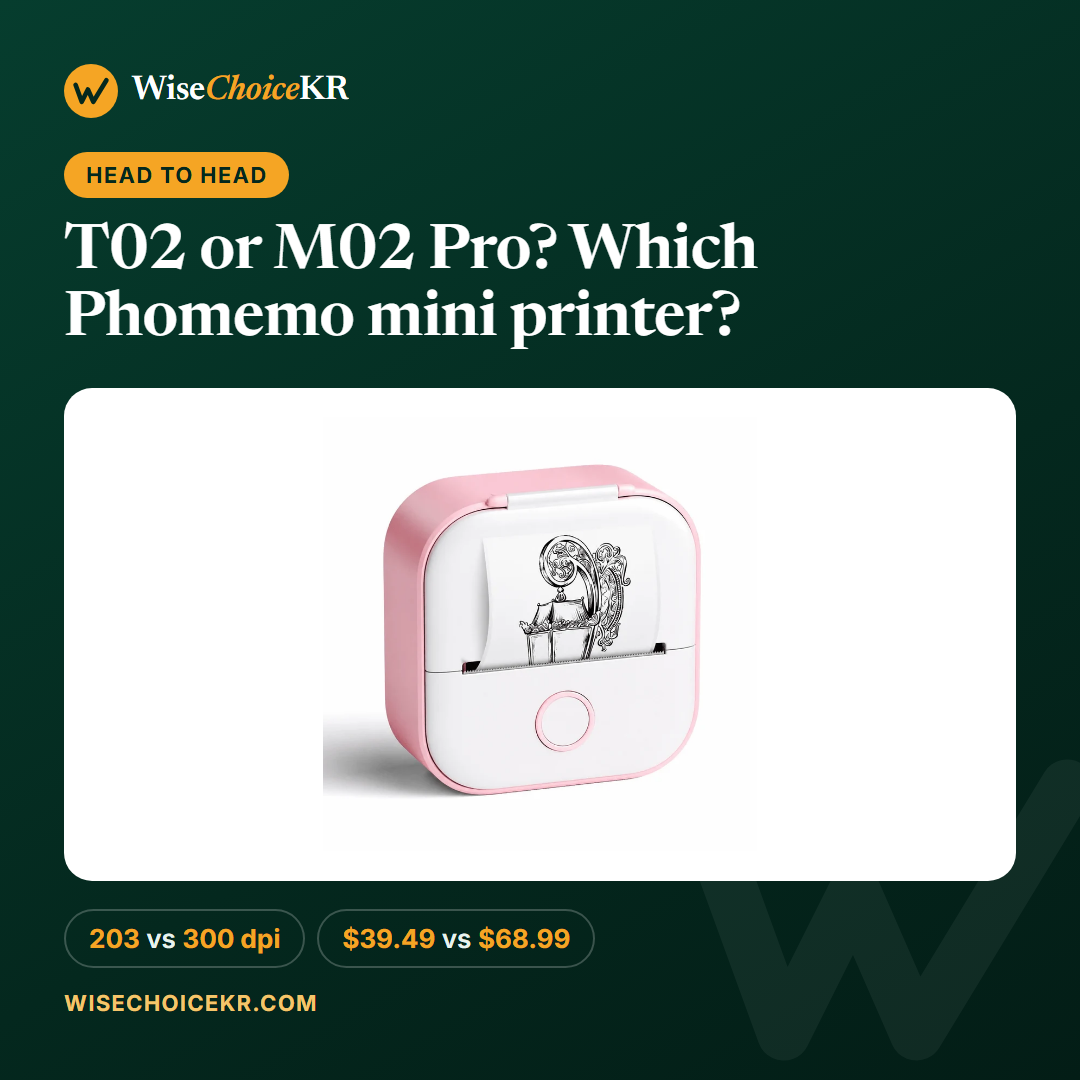 WiseChoiceKR
HEAD TO HEAD
T02 or M02 Pro? Which
Phomemo mini printer?
203 vs 300 dpi
$39.49 vs $68.99
WISECHOICEKR.COM